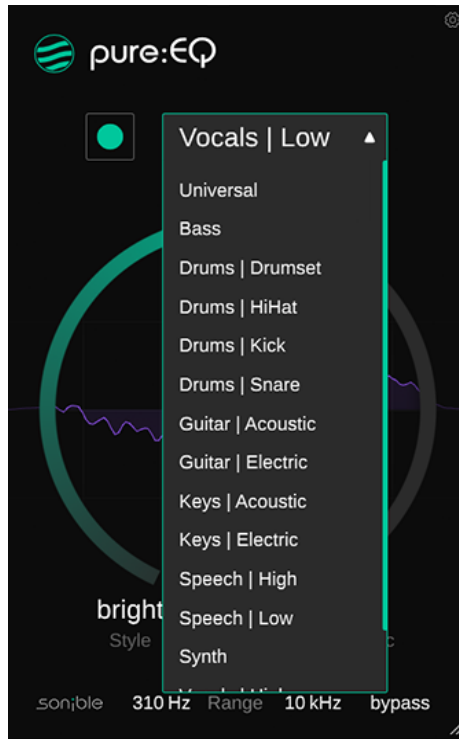 pure:EQ
Vocals | Low
Universal
Bass
Drums | Drumset
Drums | HiHat
Drums | Kick
Drums | Snare
Guitar | Acoustic
Guitar | Electric
Keys | Acoustic
Keys | Electric
Speech | High
Speech | Low
Synth
bright
Style
sonible 310 Hz Range 10 kHz bypass